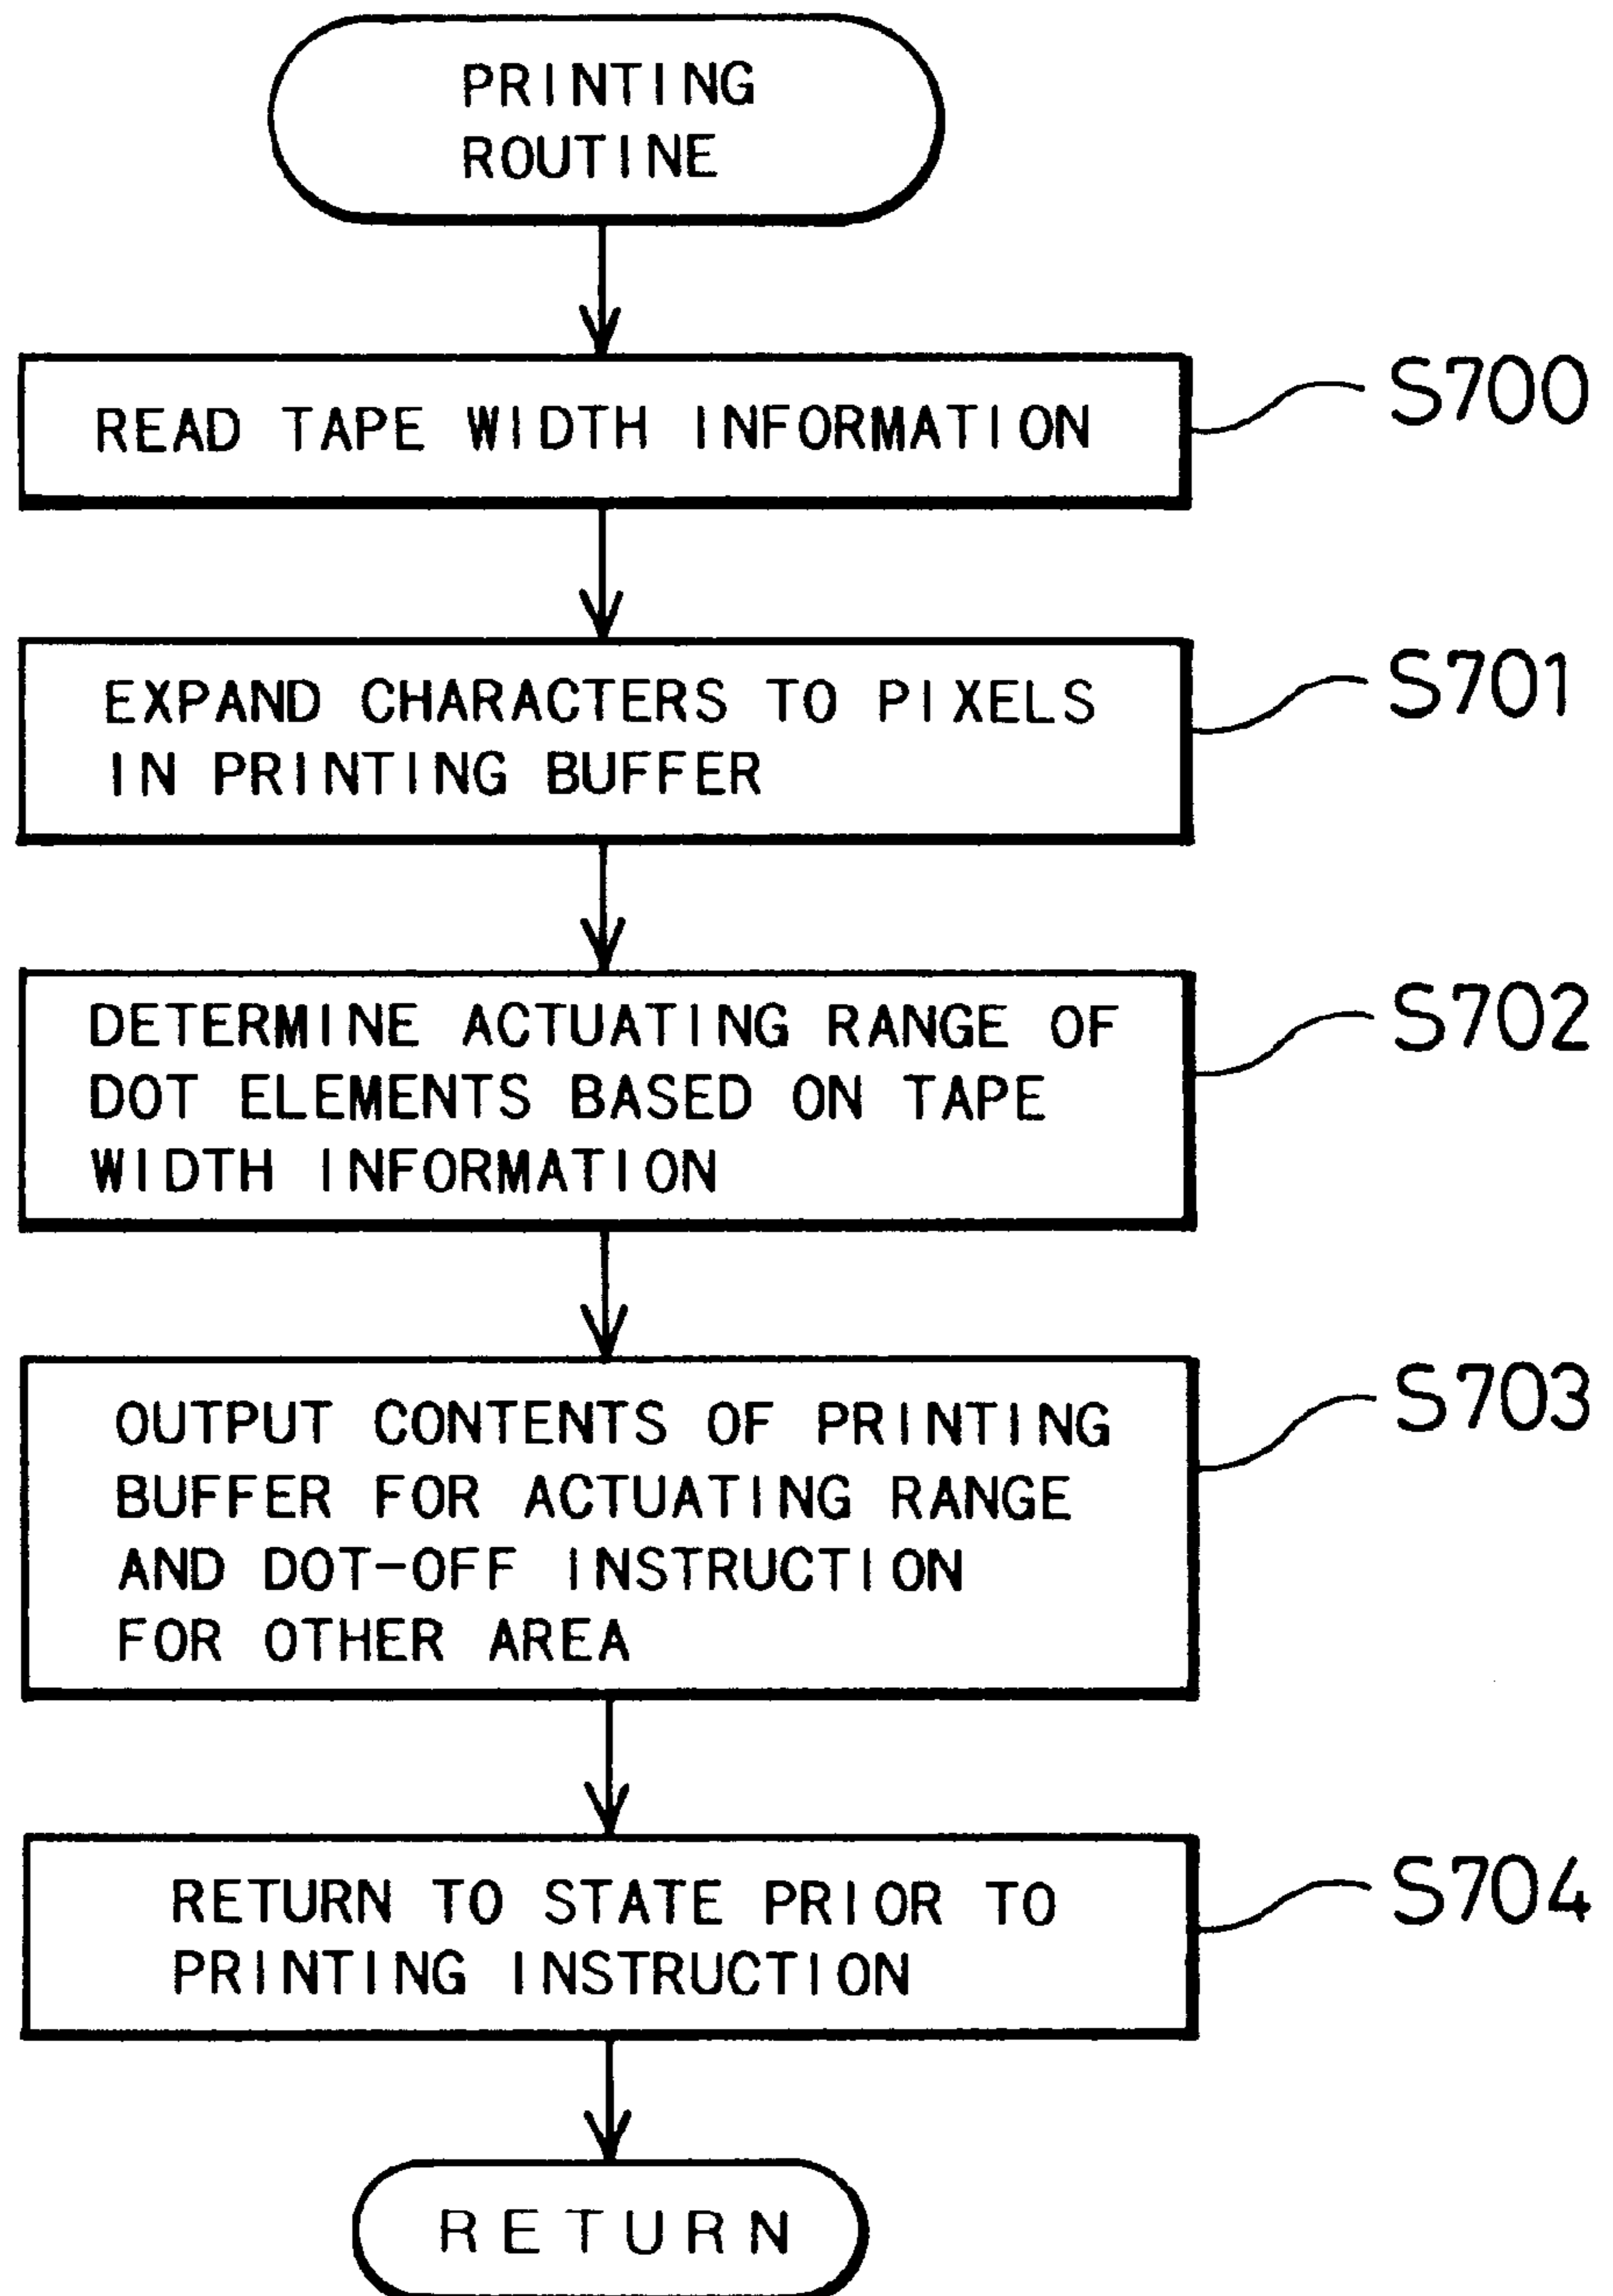 PRINTING
ROUTINE
READ TAPE WIDTH INFORMATION
S700
EXPAND CHARACTERS TO PIXELS
IN PRINTING BUFFER
S701
DETERMINE ACTUATING RANGE OF
DOT ELEMENTS BASED ON TAPE
WIDTH INFORMATION
S702
OUTPUT CONTENTS OF PRINTING
BUFFER FOR ACTUATING RANGE
AND DOT-OFF INSTRUCTION
FOR OTHER AREA
S703
RETURN TO STATE PRIOR TO
PRINTING INSTRUCTION
S704
RETURN